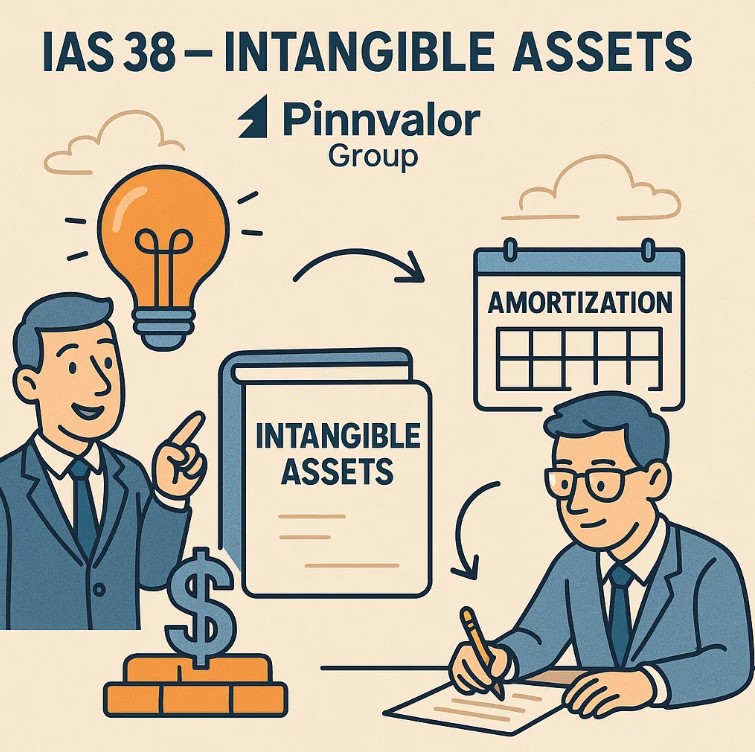 IAS 38 – INTANGIBLE ASSETS
Pinnvalor
Group
AMORTIZATION
INTANGIBLE
ASSETS
$